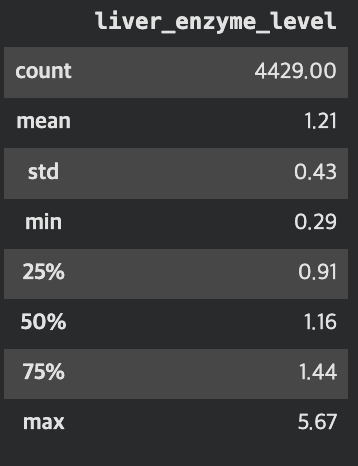 liver_enzyme_level
count 4429.00
mean 1.21
std 0.43
min 0.29
25% 0.91
50% 1.16
75% 1.44
max 5.67